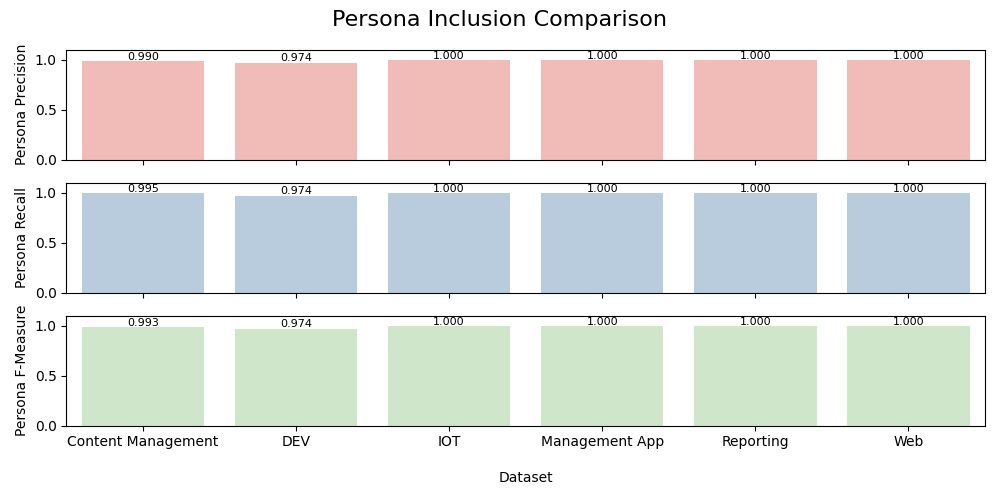 Persona Inclusion Comparison
Persona Precision
1.0
0.5
0.0
0.990 0.974 1.000 1.000 1.000 1.000
Persona Recall
1.0
0.5
0.0
0.995 0.974 1.000 1.000 1.000 1.000
Persona F-Measure
1.0
0.5
0.0
0.993 0.974 1.000 1.000 1.000 1.000
Content Management DEV IOT Management App Reporting Web
Dataset